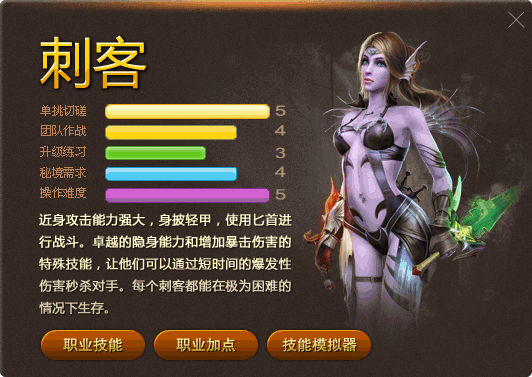 刺客
单挑切磋 5
团队作战 4
升级练习 3
秘境需求 4
操作难度 5
近身攻击能力强大，身披轻甲，使用匕首进
行战斗。卓越的隐身能力和增加暴击伤害的
特殊技能，让他们可以通过短时间的爆发性
伤害秒杀对手。每个刺客都能在极为困难的
情况下生存。
职业技能 职业加点 技能模拟器